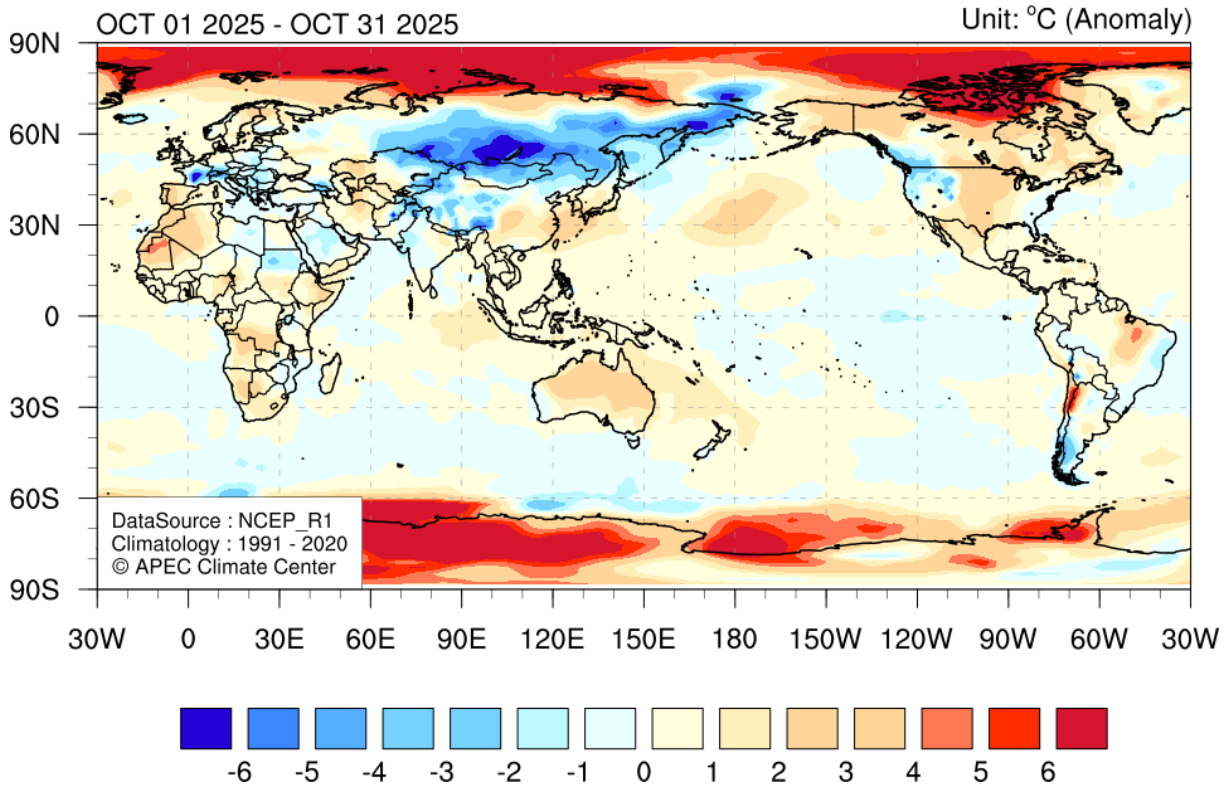 OCT 01 2025 - OCT 31 2025
Unit: °C (Anomaly)
90N
60N
30N
0
30S
60S
90S
DataSource : NCEP_R1
Climatology : 1991 - 2020
© APEC Climate Center
30W 0 30E 60E 90E 120E 150E 180 150W 120W 90W 60W 30W
-6 -5 -4 -3 -2 -1 0 1 2 3 4 5 6